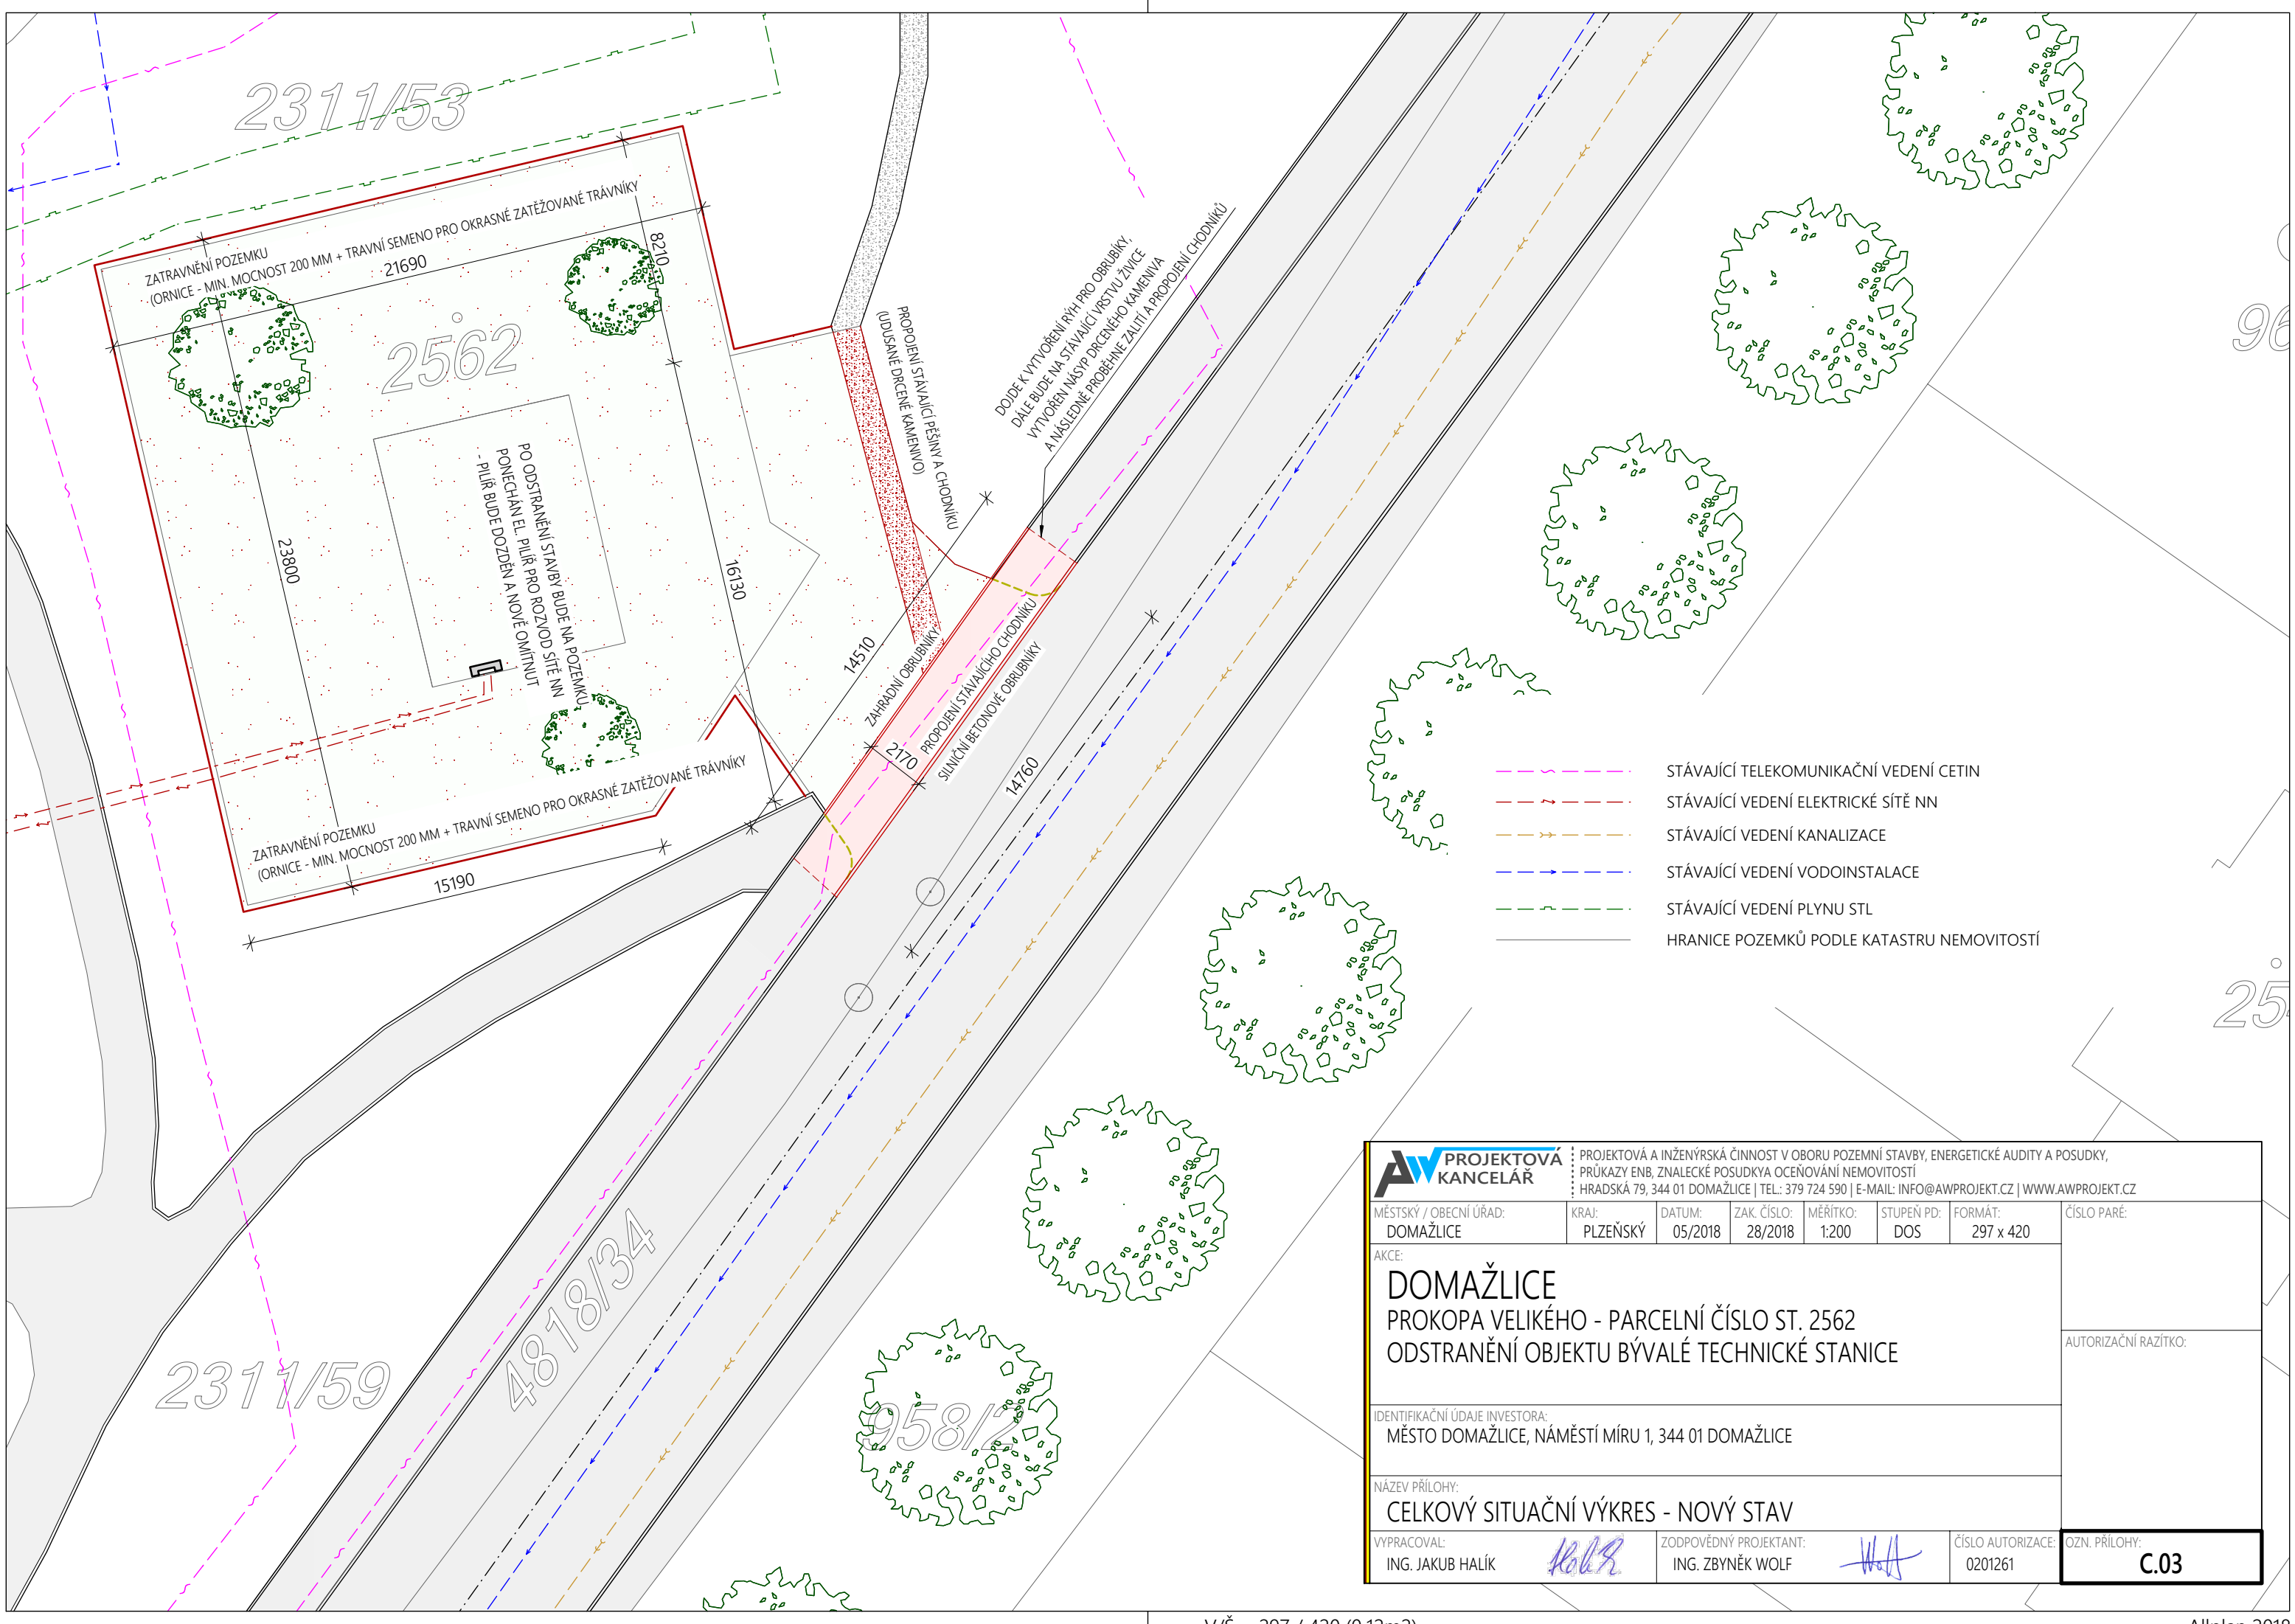 2311/53
ZATRAVNĚNÍ POZEMKU
(ORNICE - MIN. MOCNOST 200 MM + TRAVNÍ SEMENO PRO OKRASNÉ ZATĚŽOVANÉ TRÁVNÍKY
21690
8210
2562
23800
16130
PO ODSTRANĚNÍ STAVBY BUDE NA POZEMKU
PONECHÁN EL. PILÍŘ PRO ROZVOD SÍTĚ NN
- PILÍŘ BUDE DOZDĚN A NOVĚ OMÍTNUT
PROPOJENÍ STÁVAJÍCÍ PĚŠINY A CHODNÍKU
(UDUSANÉ DRCENÉ KAMENIVO)
DOJDE K VYTVOŘENÍ RÝH PRO OBRUBNÍKY,
DÁLE BUDE NA STÁVAJÍCÍ VRSTVU ŽIVICE
VYTVOŘEN NÁSYP DRCENÉHO KAMENIVA
A NÁSLEDNĚ PROBĚHNE ZALITÍ A PROPOJENÍ CHODNÍKŮ
14510
ZAHRADNÍ OBRUBNÍKY
PROPOJENÍ STÁVAJÍCÍHO CHODNÍKU
SILNIČNÍ BETONOVÉ OBRUBNÍKY
2170
14760
ZATRAVNĚNÍ POZEMKU
(ORNICE - MIN. MOCNOST 200 MM + TRAVNÍ SEMENO PRO OKRASNÉ ZATĚŽOVANÉ TRÁVNÍKY
15190
96
25
STÁVAJÍCÍ TELEKOMUNIKAČNÍ VEDENÍ CETIN
STÁVAJÍCÍ VEDENÍ ELEKTRICKÉ SÍTĚ NN
STÁVAJÍCÍ VEDENÍ KANALIZACE
STÁVAJÍCÍ VEDENÍ VODOINSTALACE
STÁVAJÍCÍ VEDENÍ PLYNU STL
HRANICE POZEMKŮ PODLE KATASTRU NEMOVITOSTÍ
2311/59
4818/34
958/2
AW PROJEKTOVÁ
KANCELÁŘ
PROJEKTOVÁ A INŽENÝRSKÁ ČINNOST V OBORU POZEMNÍ STAVBY, ENERGETICKÉ AUDITY A POSUDKY,
PRŮKAZY ENB, ZNALECKÉ POSUDKYA OCEŇOVÁNÍ NEMOVITOSTÍ
HRADSKÁ 79, 344 01 DOMAŽLICE | TEL.: 379 724 590 | E-MAIL: INFO@AWPROJEKT.CZ | WWW.AWPROJEKT.CZ
MĚSTSKÝ / OBECNÍ ÚŘAD: KRAJ: DATUM: ZAK. ČÍSLO: MĚŘÍTKO: STUPEŇ PD: FORMÁT: ČÍSLO PARÉ:
DOMAŽLICE PLZEŇSKÝ 05/2018 28/2018 1:200 DOS 297 x 420
AKCE:
DOMAŽLICE
PROKOPA VELIKÉHO - PARCELNÍ ČÍSLO ST. 2562
ODSTRANĚNÍ OBJEKTU BÝVALÉ TECHNICKÉ STANICE
AUTORIZAČNÍ RAZÍTKO:
IDENTIFIKAČNÍ ÚDAJE INVESTORA:
MĚSTO DOMAŽLICE, NÁMĚSTÍ MÍRU 1, 344 01 DOMAŽLICE
NÁZEV PŘÍLOHY:
CELKOVÝ SITUAČNÍ VÝKRES - NOVÝ STAV
VYPRACOVAL: ZODPOVĚDNÝ PROJEKTANT: ČÍSLO AUTORIZACE: OZN. PŘÍLOHY:
ING. JAKUB HALÍK ING. ZBYNĚK WOLF 0201261 C.03